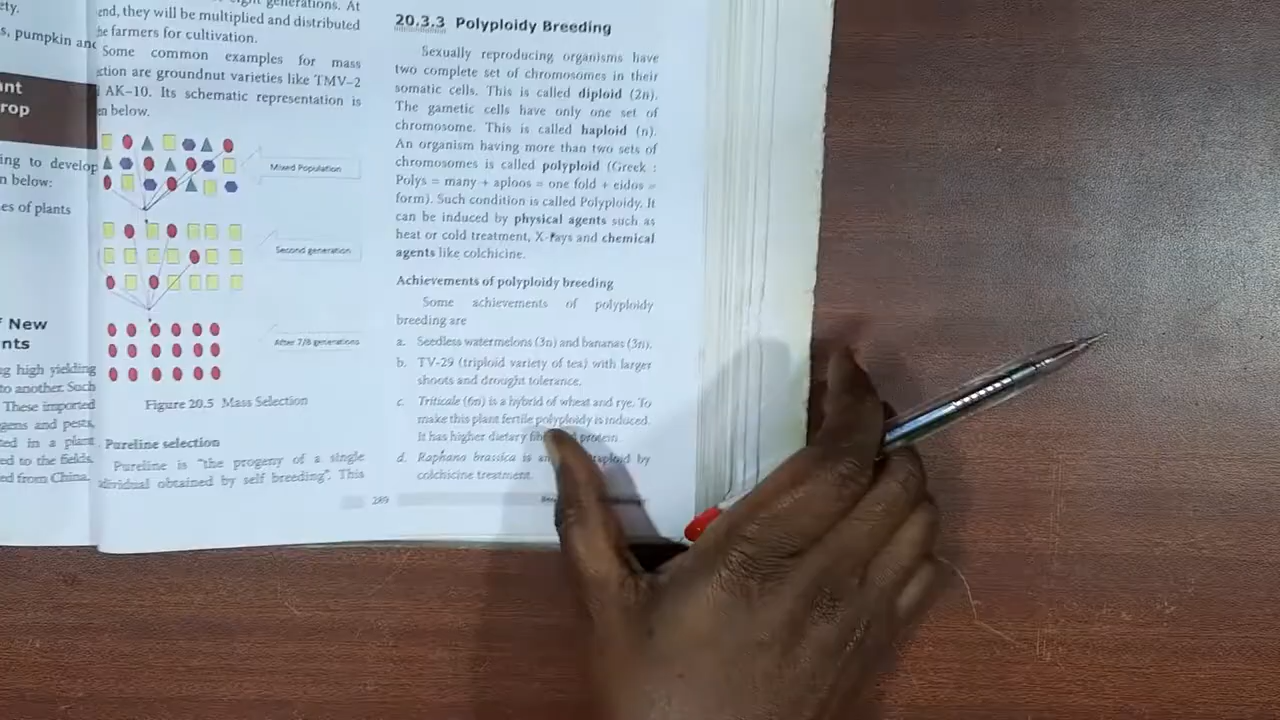 ety.
s, pumpkin and
ant
rop
ing to develop
n below:
es of plants
f New
nts
ng high yielding
to another. Such
These imported
gens and pests,
ted in a plant
ed to the fields.
ed from China,
generations. At
end, they will be multiplied and distributed
he farmers for cultivation.
Some common examples for mass
ction are groundnut varieties like TMV–2
AK–10. Its schematic representation is
en below.
Mixed Population
Second generation
After 7/8 generations
Figure 20.5 Mass Selection
Pureline selection
Pureline is "the progeny of a single
dividual obtained by self breeding". This
289
20.3.3 Polyploidy Breeding
Sexually reproducing organisms have
two complete set of chromosomes in their
somatic cells. This is called diploid (2n).
The gametic cells have only one set of
chromosome. This is called haploid (n).
An organism having more than two sets of
chromosomes is called polyploid (Greek :
Polys = many + aploos = one fold + eidos =
form). Such condition is called Polyploidy. It
can be induced by physical agents such as
heat or cold treatment, X-rays and chemical
agents like colchicine.
Achievements of polyploidy breeding
Some achievements of polyploidy
breeding are
a. Seedless watermelons (3n) and bananas (3n).
b. TV-29 (triploid variety of tea) with larger
shoots and drought tolerance.
c. Triticale (6n) is a hybrid of wheat and rye. To
make this plant fertile polyploidy is induced.
It has higher dietary protein.
d. Raphano brassica is by
colchicine treatment.